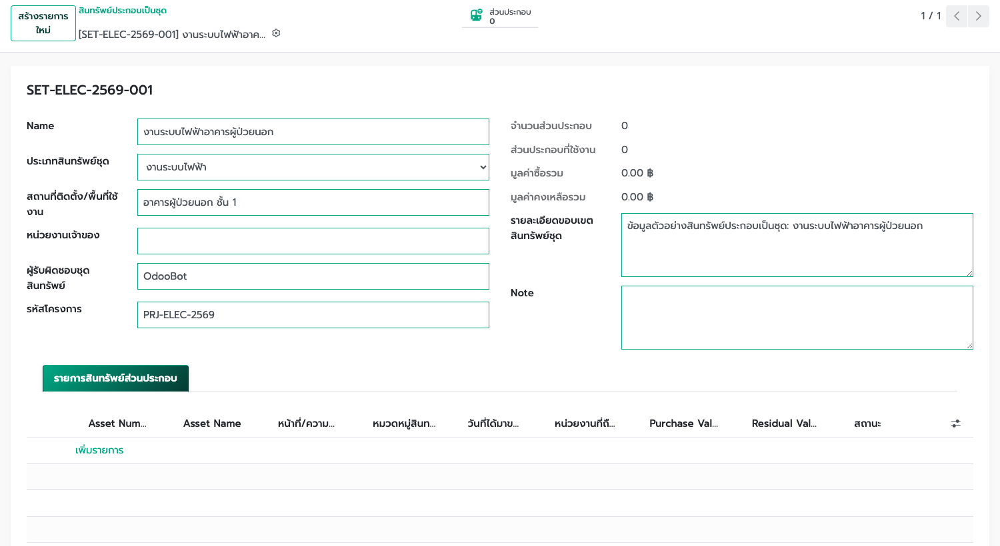 สร้างรายการ
ใหม่
สินทรัพย์ประกอบเป็นชุด
[SET-ELEC-2569-001] งานระบบไฟฟ้าอาค...
ส่วนประกอบ
0
1 / 1
SET-ELEC-2569-001
Name
งานระบบไฟฟ้าอาคารผู้ป่วยนอก
ประเภทสินทรัพย์ชุด
งานระบบไฟฟ้า
สถานที่ติดตั้ง/พื้นที่ใช้
งาน
อาคารผู้ป่วยนอก ชั้น 1
หน่วยงานเจ้าของ
ผู้รับผิดชอบชุด
สินทรัพย์
OdooBot
รหัสโครงการ
PRJ-ELEC-2569
จำนวนส่วนประกอบ 0
ส่วนประกอบที่ใช้งาน 0
มูลค่าซื้อรวม 0.00 ฿
มูลค่าคงเหลือรวม 0.00 ฿
รายละเอียดขอบเขต
สินทรัพย์ชุด
ข้อมูลตัวอย่างสินทรัพย์ประกอบเป็นชุด: งานระบบไฟฟ้าอาคารผู้ป่วยนอก
Note
รายการสินทรัพย์ส่วนประกอบ
Asset Num... Asset Name หน้าที่/ความ... หมวดหมู่สินท... วันที่ได้มาข... หน่วยงานที่ถื... Purchase Val... Residual Val... สถานะ
เพิ่มรายการ